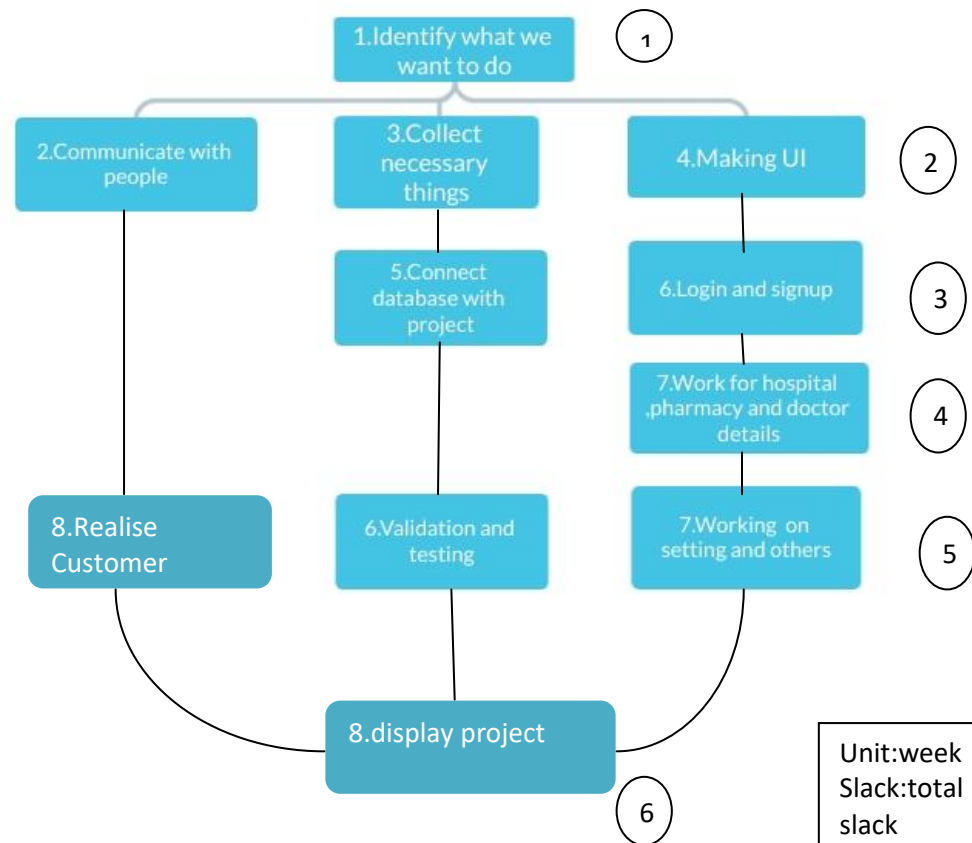 1.Identify what we
want to do
1
2.Communicate with
people
3.Collect
necessary
things
4.Making UI
2
5.Connect
database with
project
6.Login and signup
3
7.Work for hospital
,pharmacy and doctor
details
4
8.Realise
Customer
6.Validation and
testing
7.Working on
setting and others
5
8.display project
6
Unit:week
Slack:total
slack